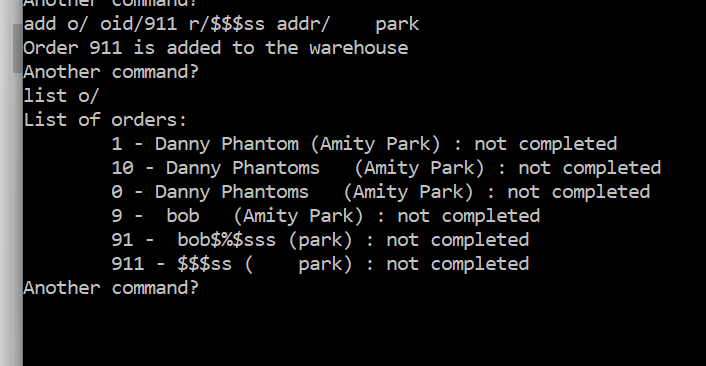 Another command?
add o/ oid/911 r/$$$ss addr/    park
Order 911 is added to the warehouse
Another command?
list o/
List of orders:
        1 - Danny Phantom (Amity Park) : not completed
        10 - Danny Phantoms   (Amity Park) : not completed
        0 - Danny Phantoms   (Amity Park) : not completed
        9 -  bob   (Amity Park) : not completed
        91 -  bob$%$sss (park) : not completed
        911 - $$$ss (    park) : not completed
Another command?